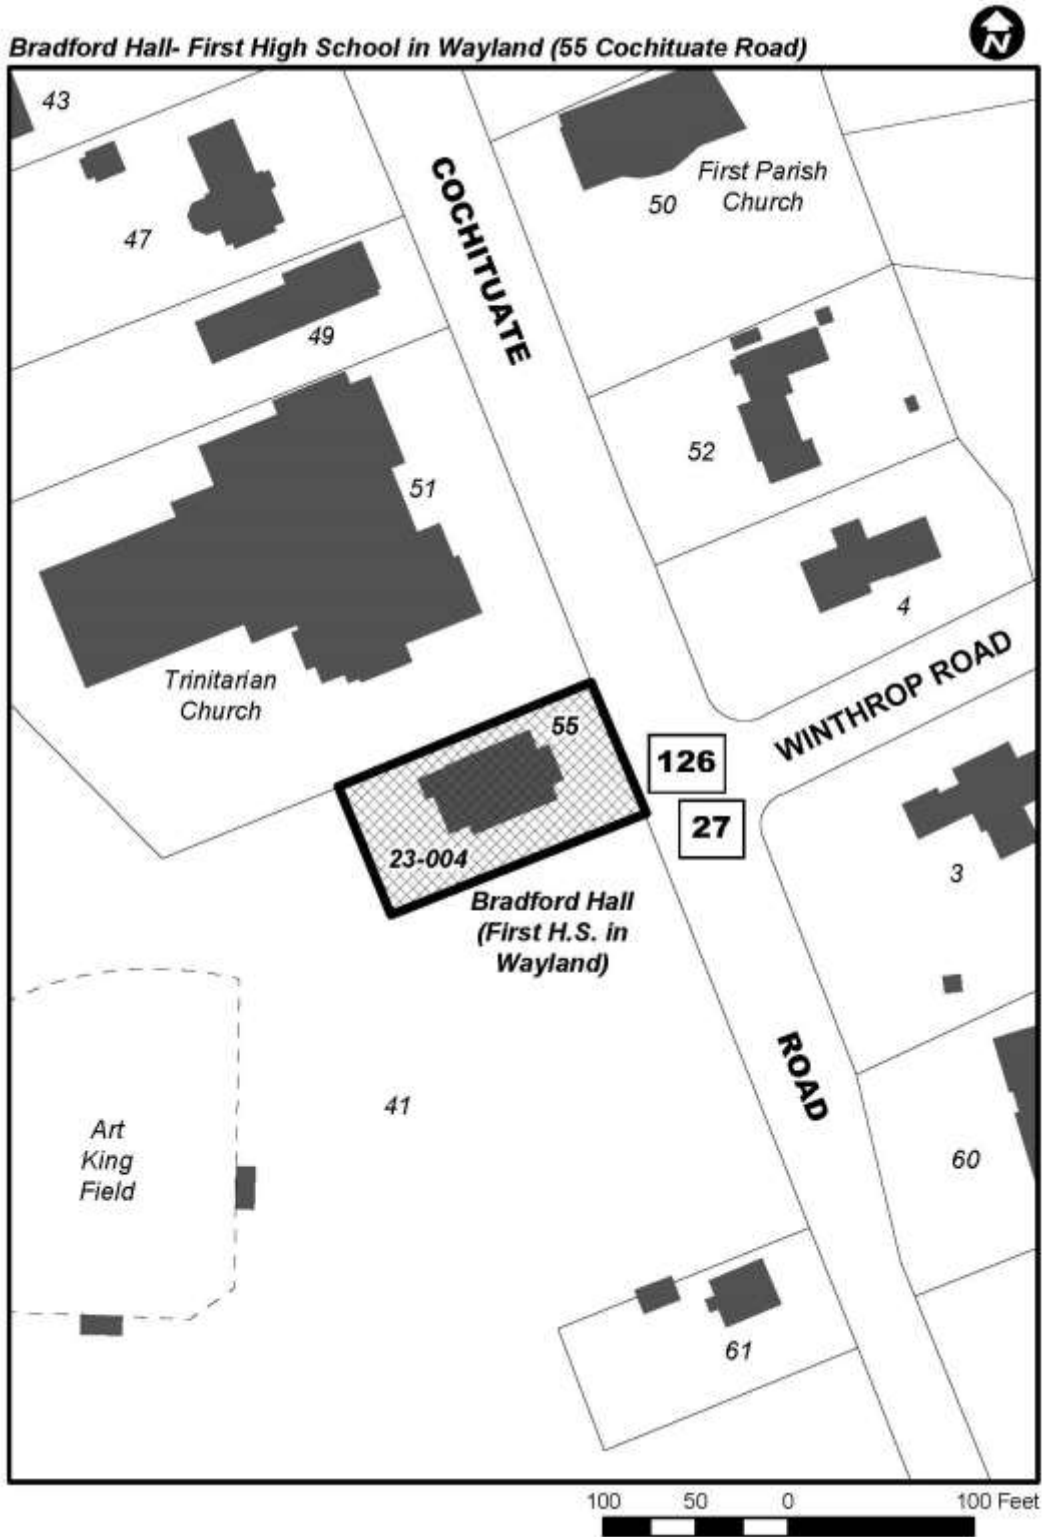 N
Bradford Hall- First High School in Wayland (55 Cochituate Road)
43
COCHITUATE
First Parish
Church
50
47
49
52
51
4
Trinitarian
Church
WINTHROP ROAD
55
126
27
23-004
3
Bradford Hall
(First H.S. in
Wayland)
ROAD
41
Art
King
Field
60
61
100 50 0 100 Feet